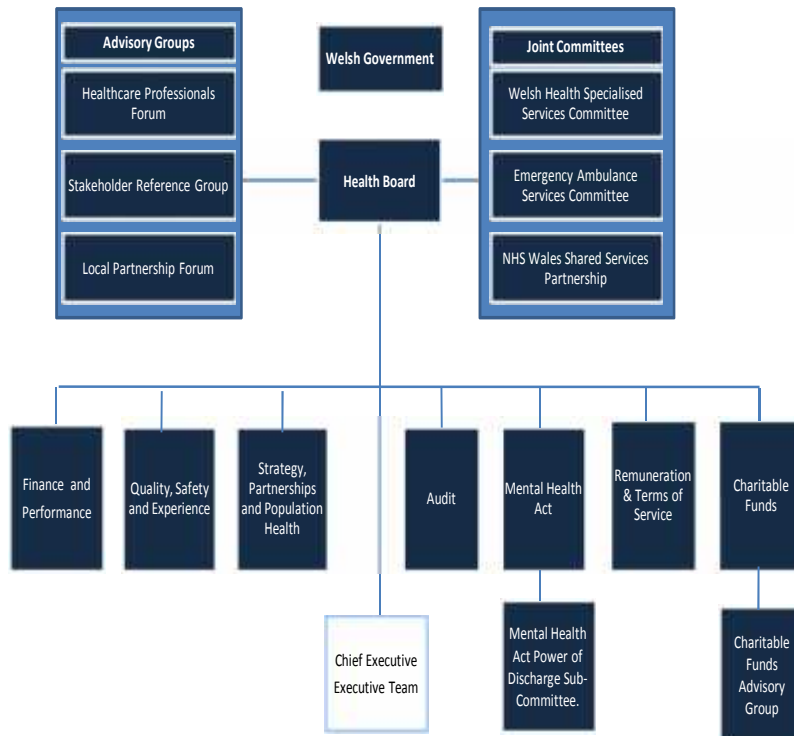 Advisory Groups
Healthcare Professionals
Forum
Stakeholder Reference Group
Local Partnership Forum
Welsh Government
Health Board
Joint Committees
Welsh Health Specialised
Services Committee
Emergency Ambulance
Services Committee
NHS Wales Shared Services
Partnership
Finance and
Performance
Quality, Safety
and Experience
Strategy,
Partnerships
and Population
Health
Audit
Mental Health
Act
Remuneration
& Terms of
Service
Charitable
Funds
Chief Executive
Executive Team
Mental Health
Act Power of
Discharge Sub-
Committee.
Charitable
Funds
Advisory
Group